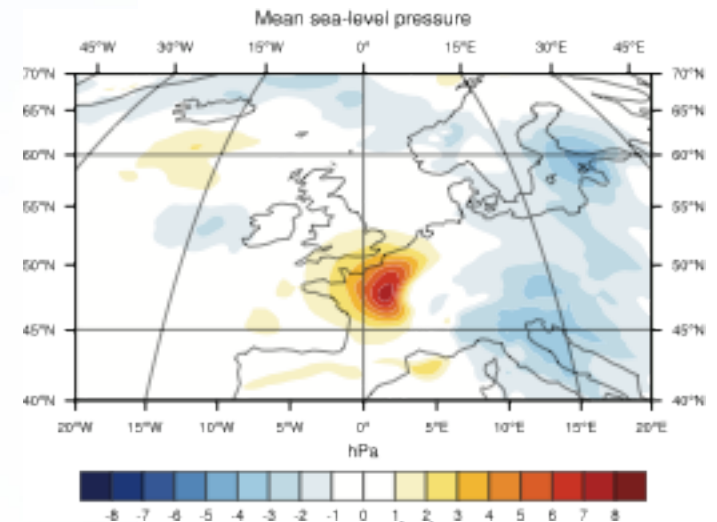 Mean sea-level pressure
45°W 30°W 15°W 0° 15°E 30°E 45°E
70°N 70°N
65°N 65°N
60°N 60°N
55°N 55°N
50°N 50°N
45°N 45°N
40°N 40°N
20°W 15°W 10°W 5°W 0° 5°E 10°E 15°E 20°E
hPa
-8 -7 -6 -5 -4 -3 -2 -1 0 1 2 3 4 5 6 7 8